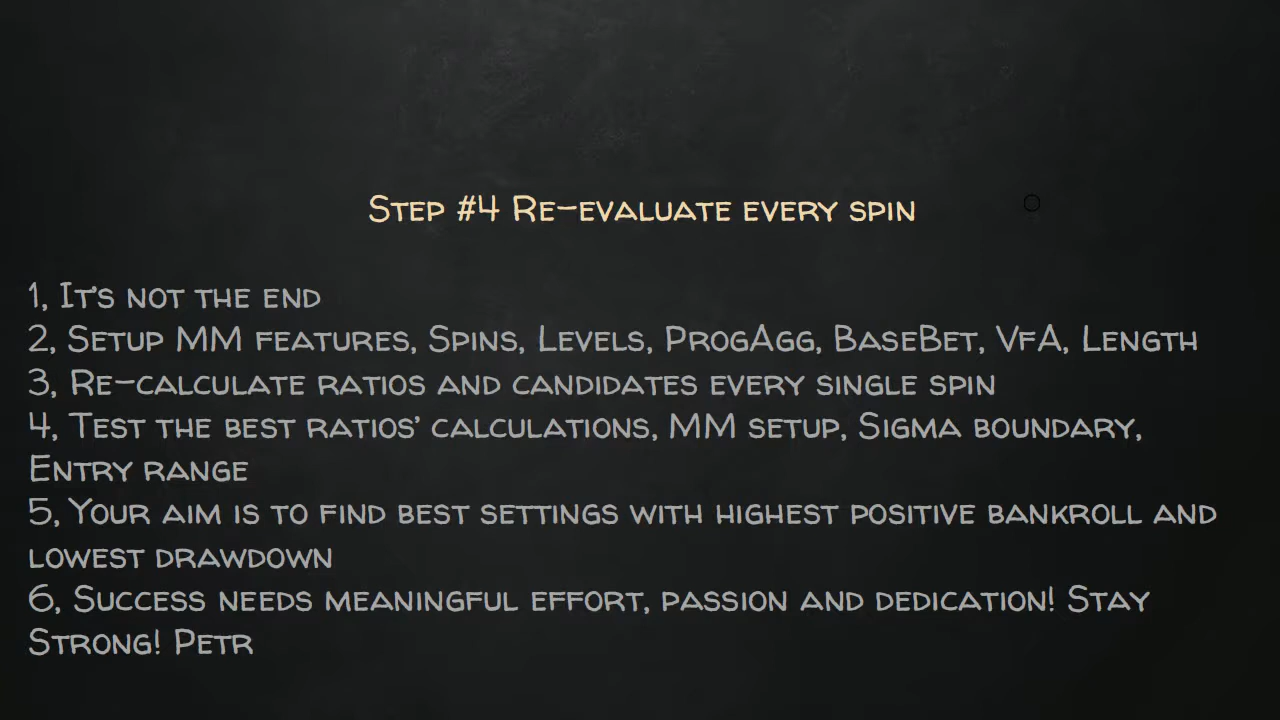 Step #4 Re-evaluate every spin
1, It's not the end
2, Setup MM features, Spins, Levels, ProgAgg, BaseBet, VfA, Length
3, Re-calculate ratios and candidates every single spin
4, Test the best ratios' calculations, MM setup, Sigma boundary,
Entry range
5, Your aim is to find best settings with highest positive bankroll and
lowest drawdown
6, Success needs meaningful effort, passion and dedication! Stay
Strong! Petr